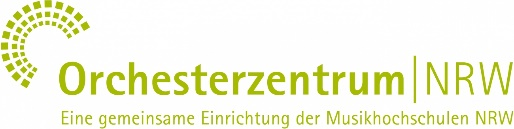 Orchesterzentrum|NRW
Eine gemeinsame Einrichtung der Musikhochschulen NRW